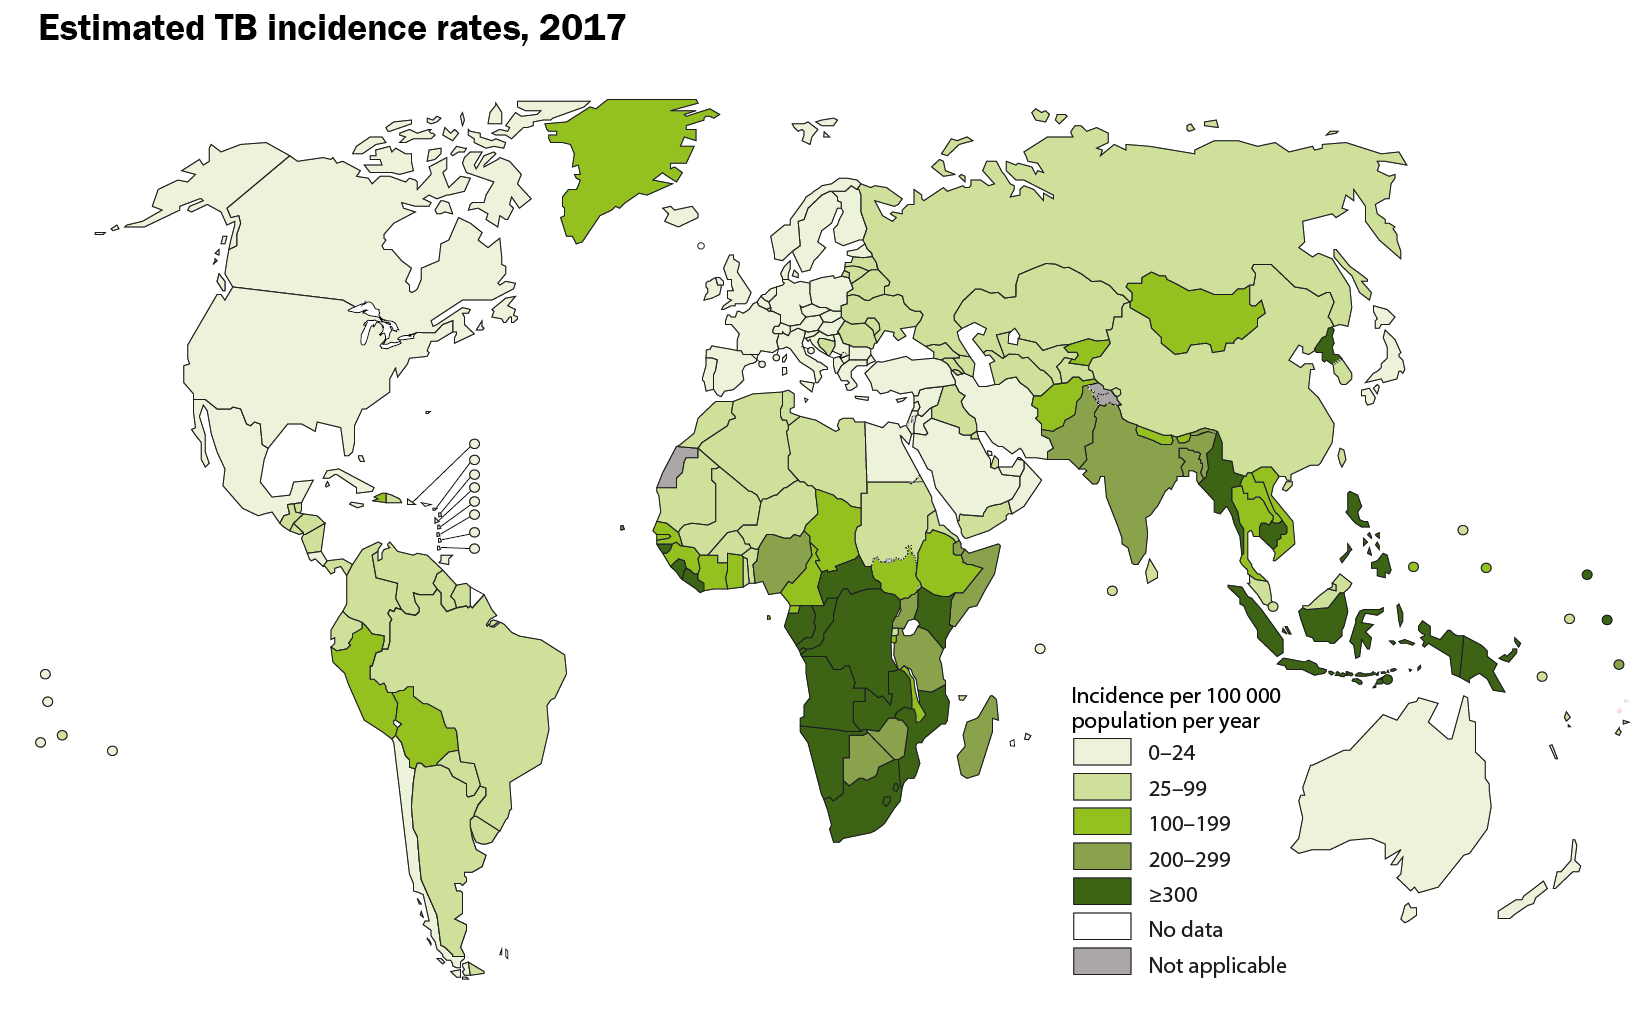 Estimated TB incidence rates, 2017
Incidence per 100 000
population per year
0–24
25–99
100–199
200–299
≥300
No data
Not applicable